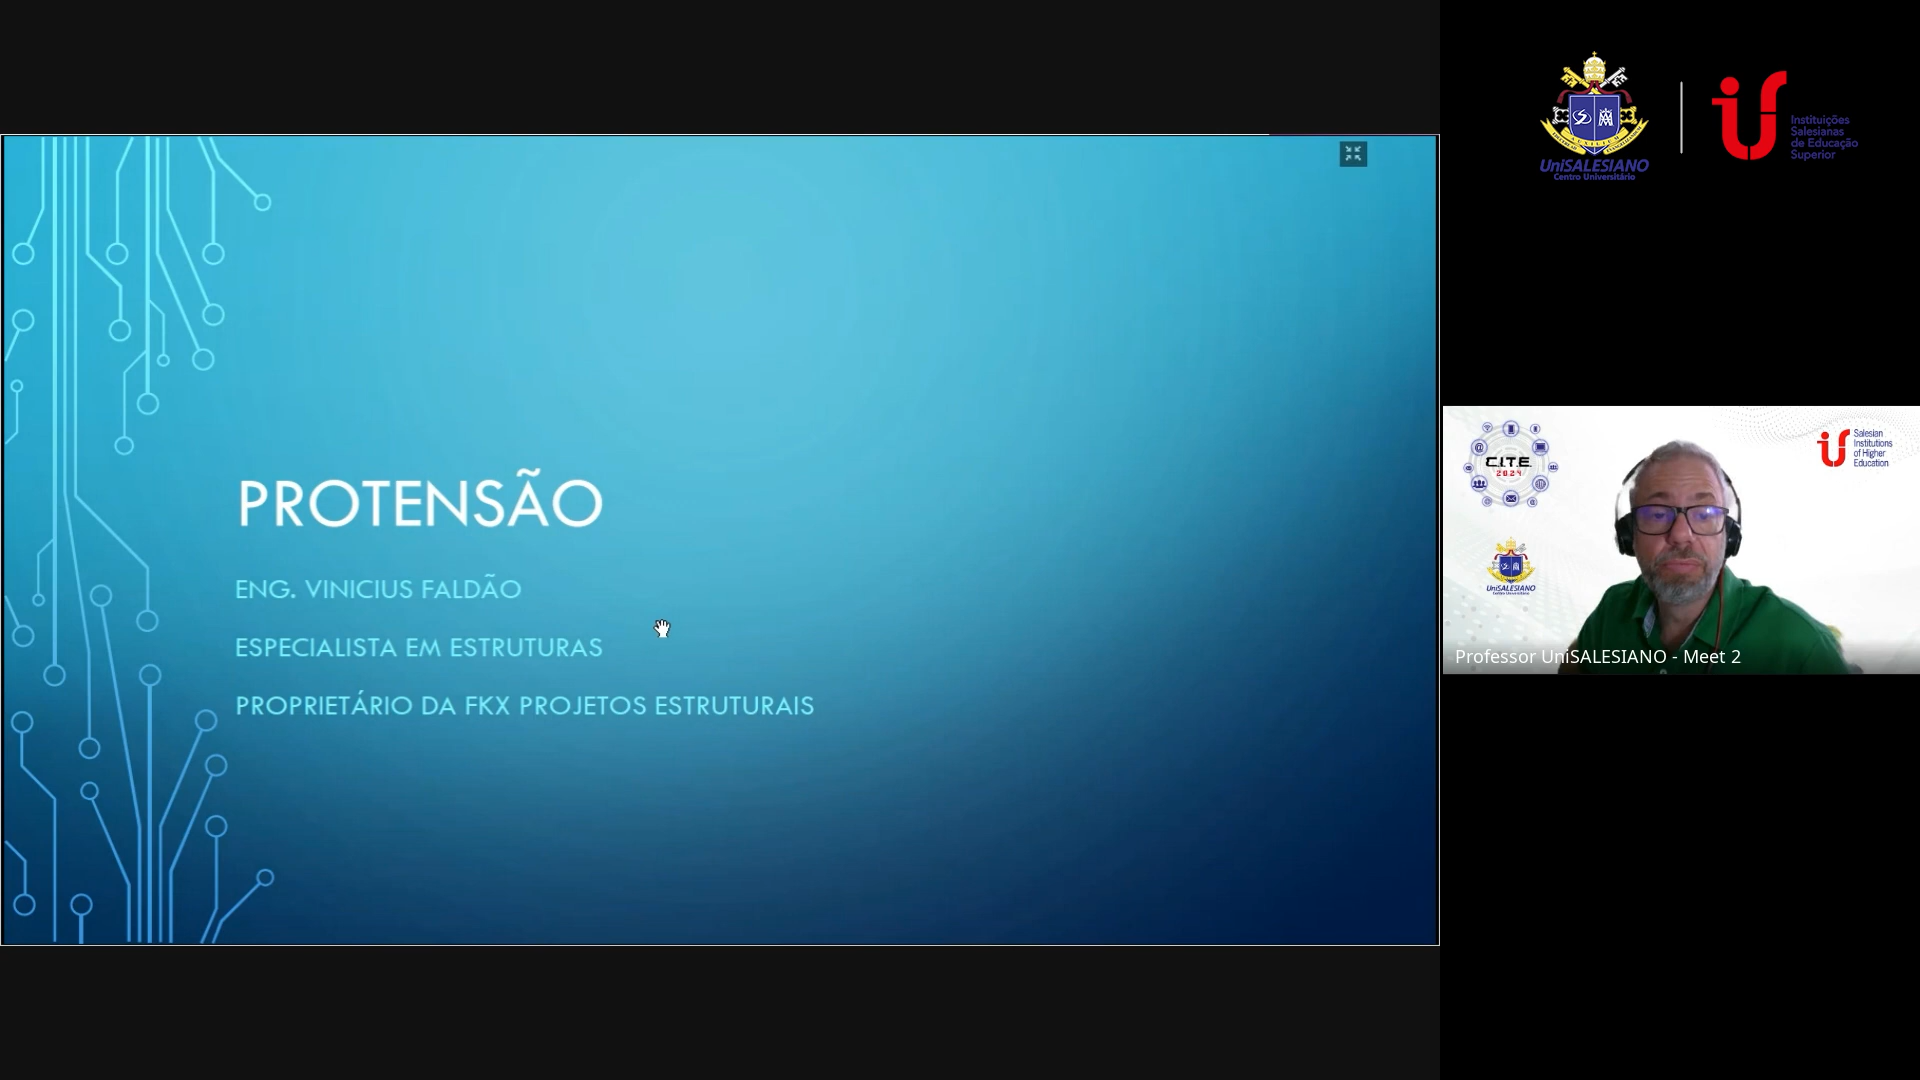 PROTENSÃO
ENG. VINICIUS FALDÃO
ESPECIALISTA EM ESTRUTURAS
PROPRIETÁRIO DA FKX PROJETOS ESTRUTURAIS
UniSALESIANO
Centro Universitário
Instituições
Salesianas
de Educação
Superior
C.I.T.E.
2024
Salesian
Institutions
of Higher
Education
UniSALESIANO
Professor UniSALESIANO - Meet 2